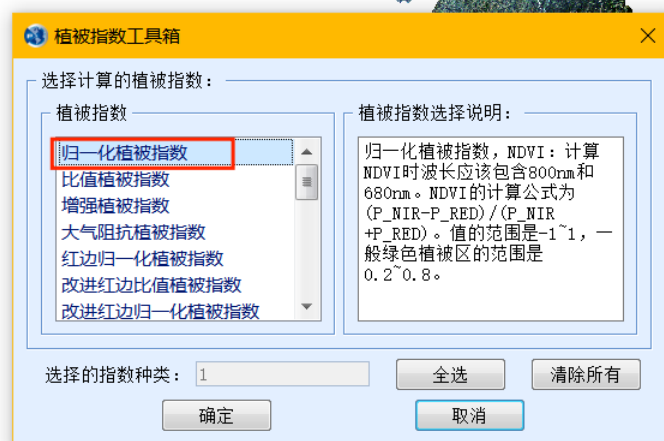 植被指数工具箱
选择计算的植被指数：
植被指数
归一化植被指数
比值植被指数
增强植被指数
大气阻抗植被指数
红边归一化植被指数
改进红边比值植被指数
改进红边归一化植被指数
植被指数选择说明：
归一化植被指数，NDVI：计算
NDVI时波长应该包含800nm和
680nm。NDVI的计算公式为
(P_NIR-P_RED)/(P_NIR
+P_RED)。值的范围是-1~1，一
般绿色植被区的范围是
0.2~0.8。
选择的指数种类： 1
全选
清除所有
确定
取消